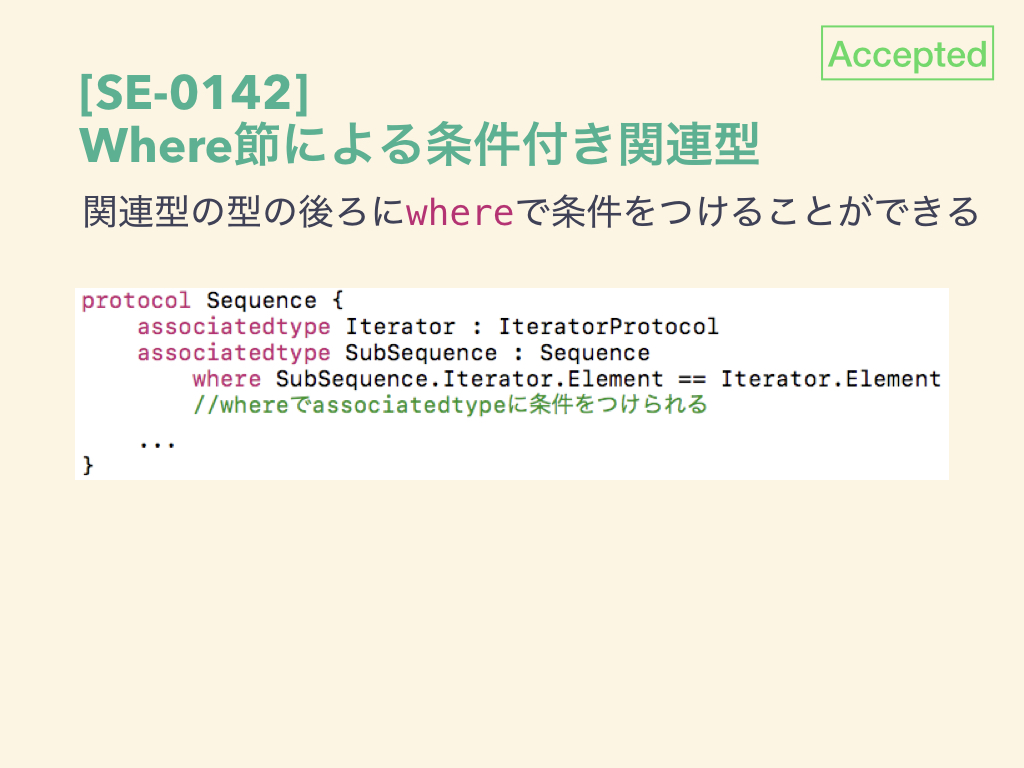 Accepted
[SE-0142]
Where節による条件付き関連型
関連型の型の後ろにwhereで条件をつけることができる
protocol Sequence {
    associatedtype Iterator : IteratorProtocol
    associatedtype SubSequence : Sequence
        where SubSequence.Iterator.Element == Iterator.Element
        //whereでassociatedtypeに条件をつけられる
    ...
}